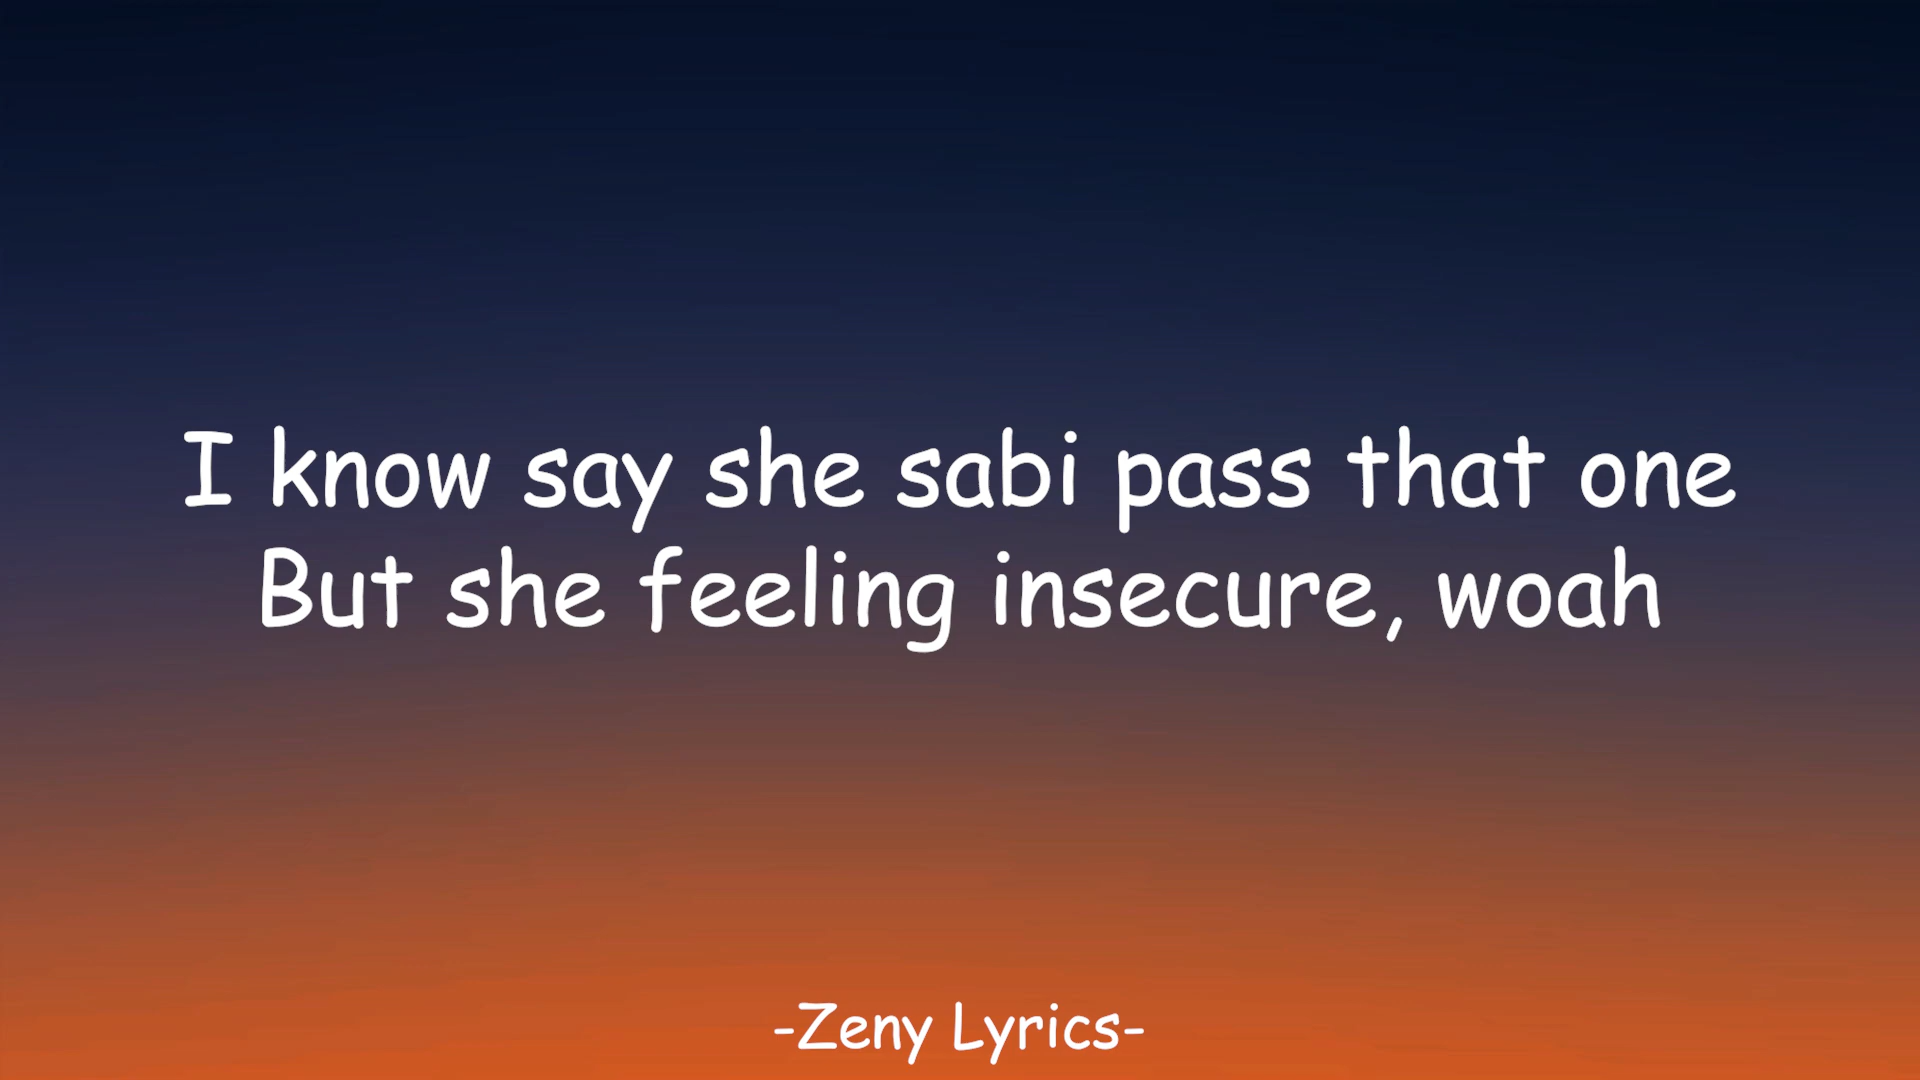 I know say she sabi pass that one
But she feeling insecure, woah
-Zeny Lyrics-